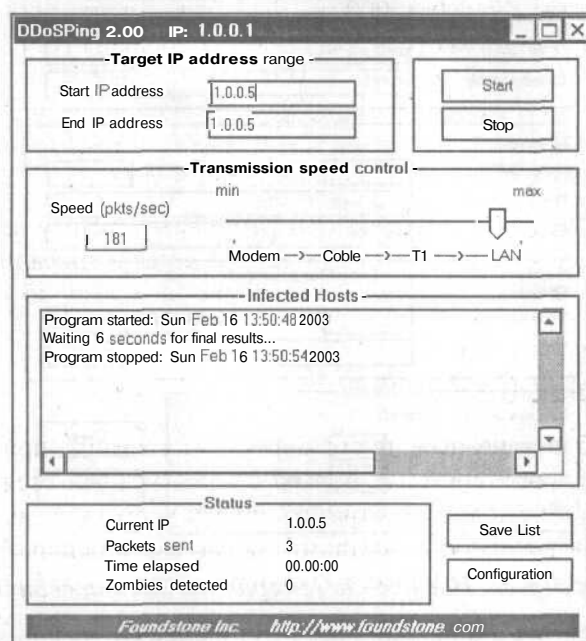 DDoSPing 2.00 IP: 1.0.0.1
Target IP address range
Start IP address 1.0.0.5
End IP address 1.0.0.5
Start
Stop
Transmission speed control
min max
Speed (pkts/sec)
181
Modem —>— Coble —>— T1 —>— LAN
Infected Hosts
Program started: Sun Feb 16 13:50:48 2003
Waiting 6 seconds for final results...
Program stopped: Sun Feb 16 13:50:54 2003
Status
Current IP 1.0.0.5
Packets sent 3
Time elapsed 00.00:00
Zombies detected 0
Save List
Configuration
Foundstone Inc. http://www.foundstone.com